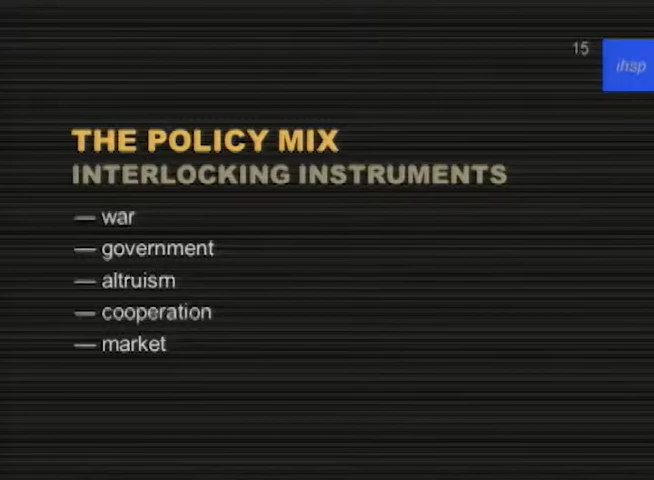 15
ihsp
THE POLICY MIX
INTERLOCKING INSTRUMENTS
— war
— government
— altruism
— cooperation
— market